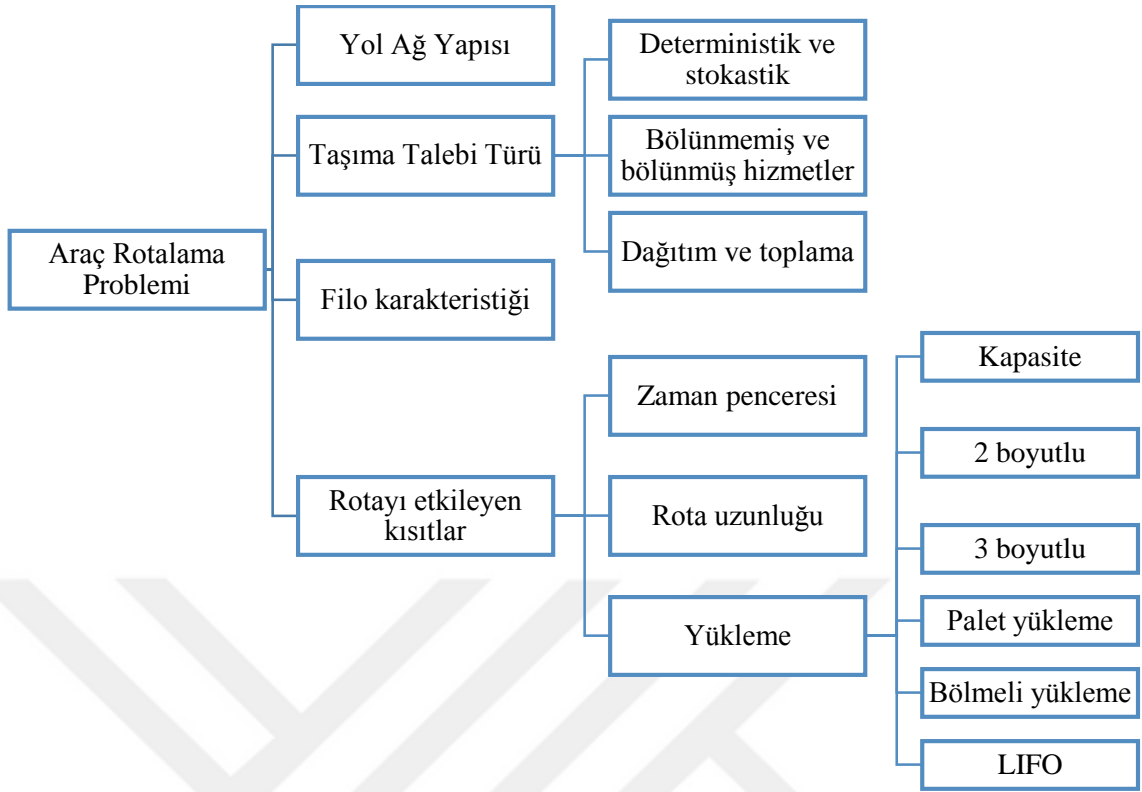 Araç Rotalama
Problemi
Yol Ağ Yapısı
Taşıma Talebi Türü
Deterministik ve
stokastik
Bölünmemiş ve
bölünmüş hizmetler
Dağıtım ve toplama
Filo karakteristiği
Rotayı etkileyen
kısıtlar
Zaman penceresi
Rota uzunluğu
Yükleme
Kapasite
2 boyutlu
3 boyutlu
Palet yükleme
Bölmeli yükleme
LIFO